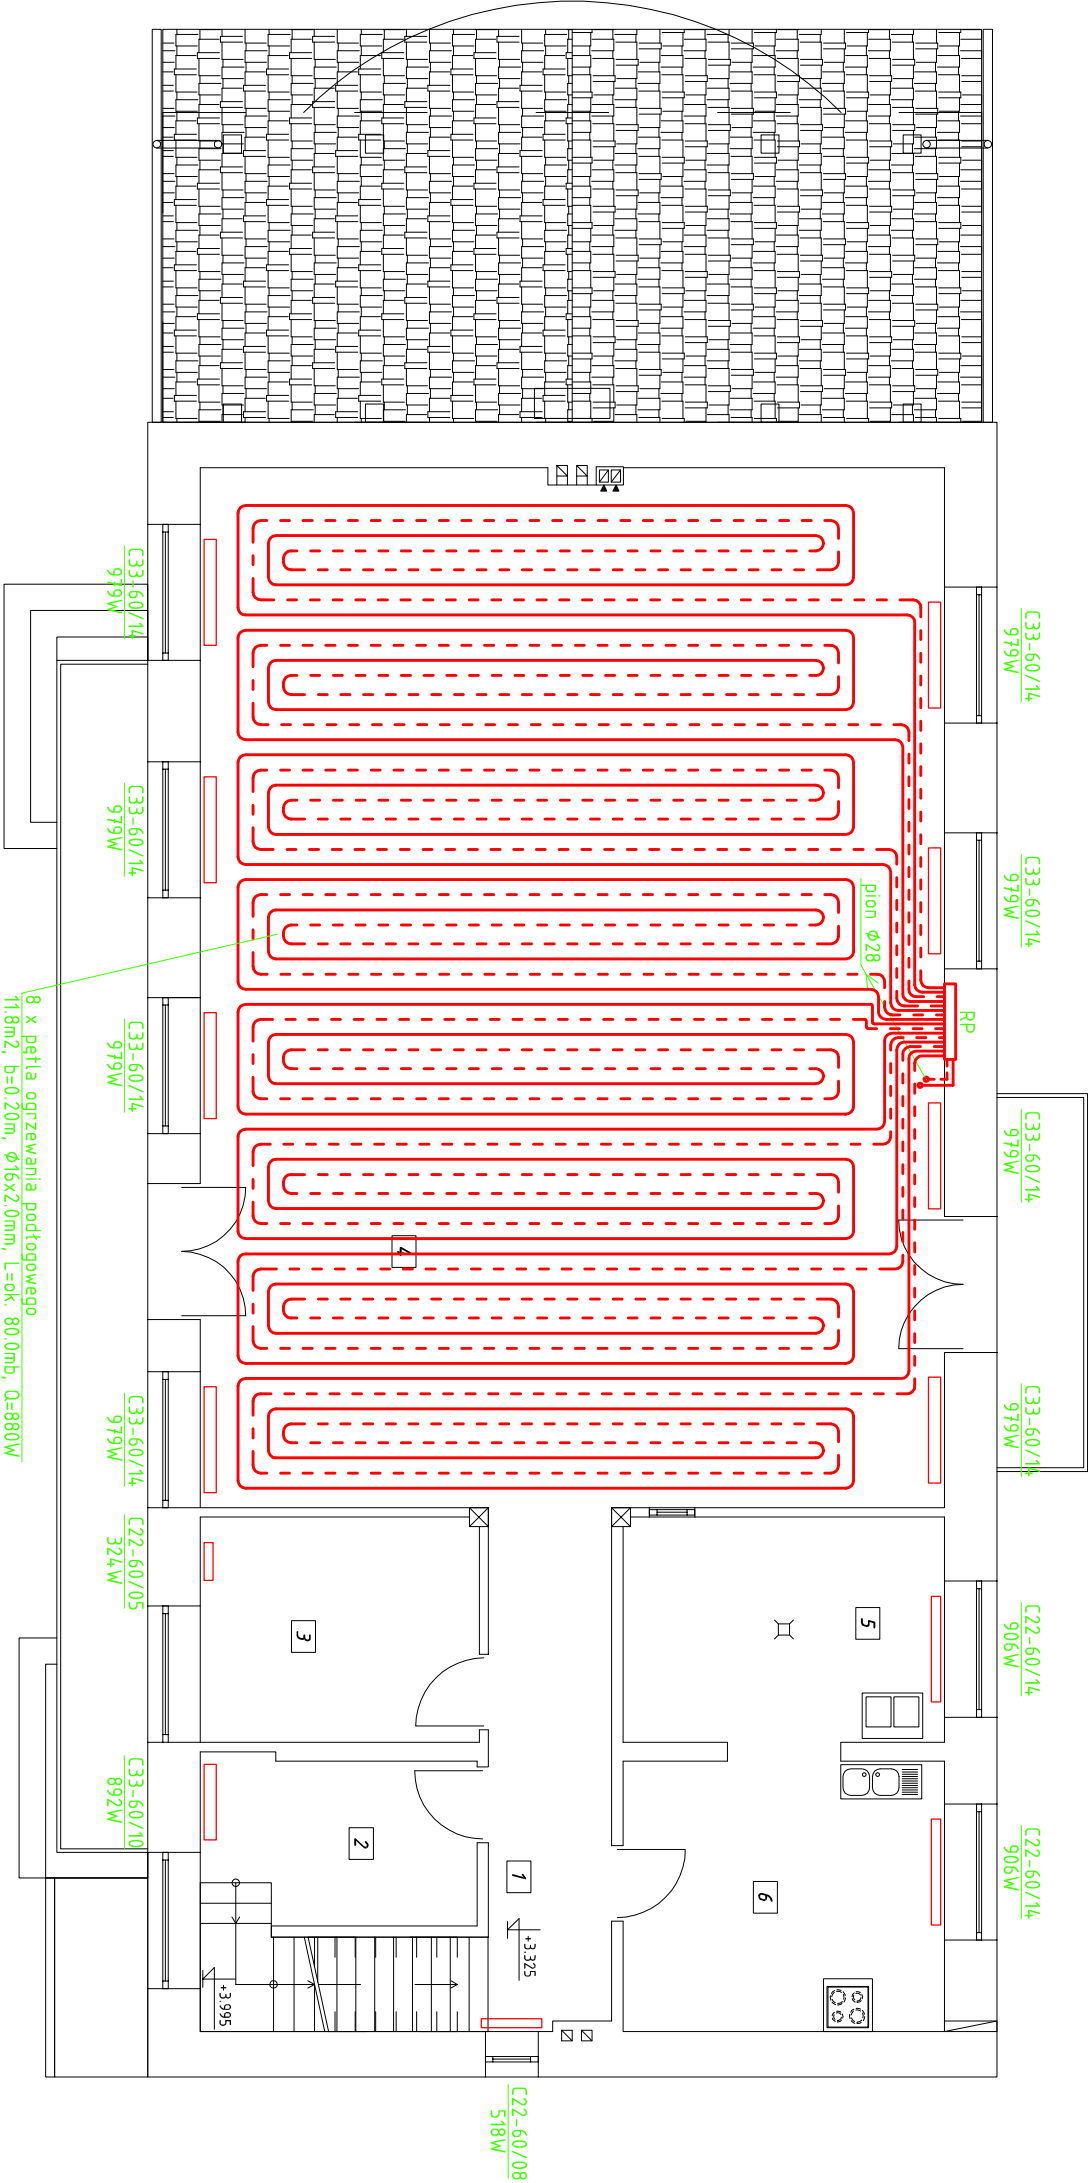 C33-60/14
979W
C33-60/14
979W
C33-60/14
979W
C33-60/14
979W
C22-60/14
906W
C22-60/14
906W
RP
pion ϕ28
4
5
3
2
1
6
+3.325
+3.995
C33-60/14
979W
C33-60/14
979W
C33-60/14
979W
C33-60/14
979W
C22-60/05
324W
C33-60/10
892W
C22-60/08
518W
8 x pętla ogrzewania podłogowego
11.8m2, b=0.20m, ϕ16x2.0mm, L=ok. 80.0mb, Q=880W